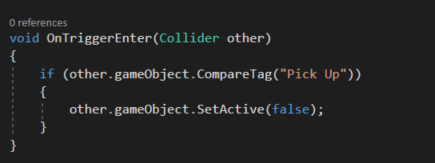 0 references
void OnTriggerEnter(Collider other)
{
    if (other.gameObject.CompareTag("Pick Up"))
    {
        other.gameObject.SetActive(false);
    }
}